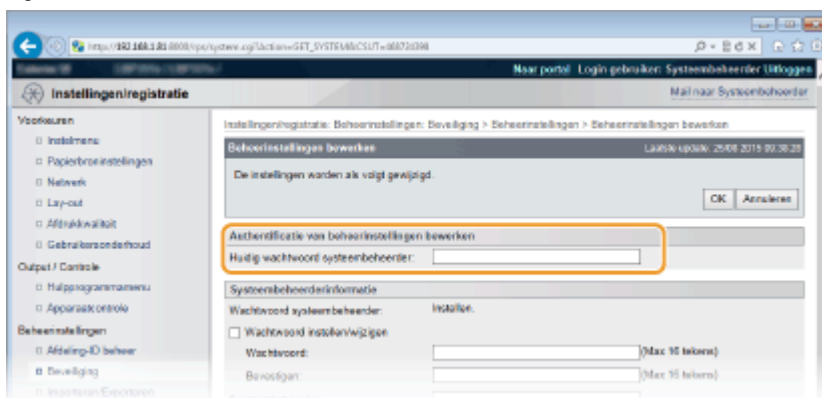 Naar portal Login gebruiker: Systeembeheerder Uitloggen
Instellingen/registratie
Mail naar Systeembeheerder
Voorkeuren
Instelmenu
Papierbroninstellingen
Netwerk
Lay-out
Afdrukkwaliteit
Gebruikersonderhoud
Output / Controle
Hulpprogrammamenu
Apparaatcontrole
Beheerinstellingen
Afdeling-ID beheer
Beveiliging
Importeren/Exporteren
Instellingen/registratie: Beheerinstellingen: Beveiliging > Beheerinstellingen > Beheerinstellingen bewerken
Beheerinstellingen bewerken
Laatste update: 25/08 2015 09:38:28
De instellingen worden als volgt gewijzigd.
OK Annuleren
Authentificatie van beheerinstellingen bewerken
Huidig wachtwoord systeembeheerder:
Systeembeheerderinformatie
Wachtwoord systeembeheerder: Instellen.
Wachtwoord instellen/wijzigen
Wachtwoord: (Max 16 tekens)
Bevestigen: (Max 16 tekens)